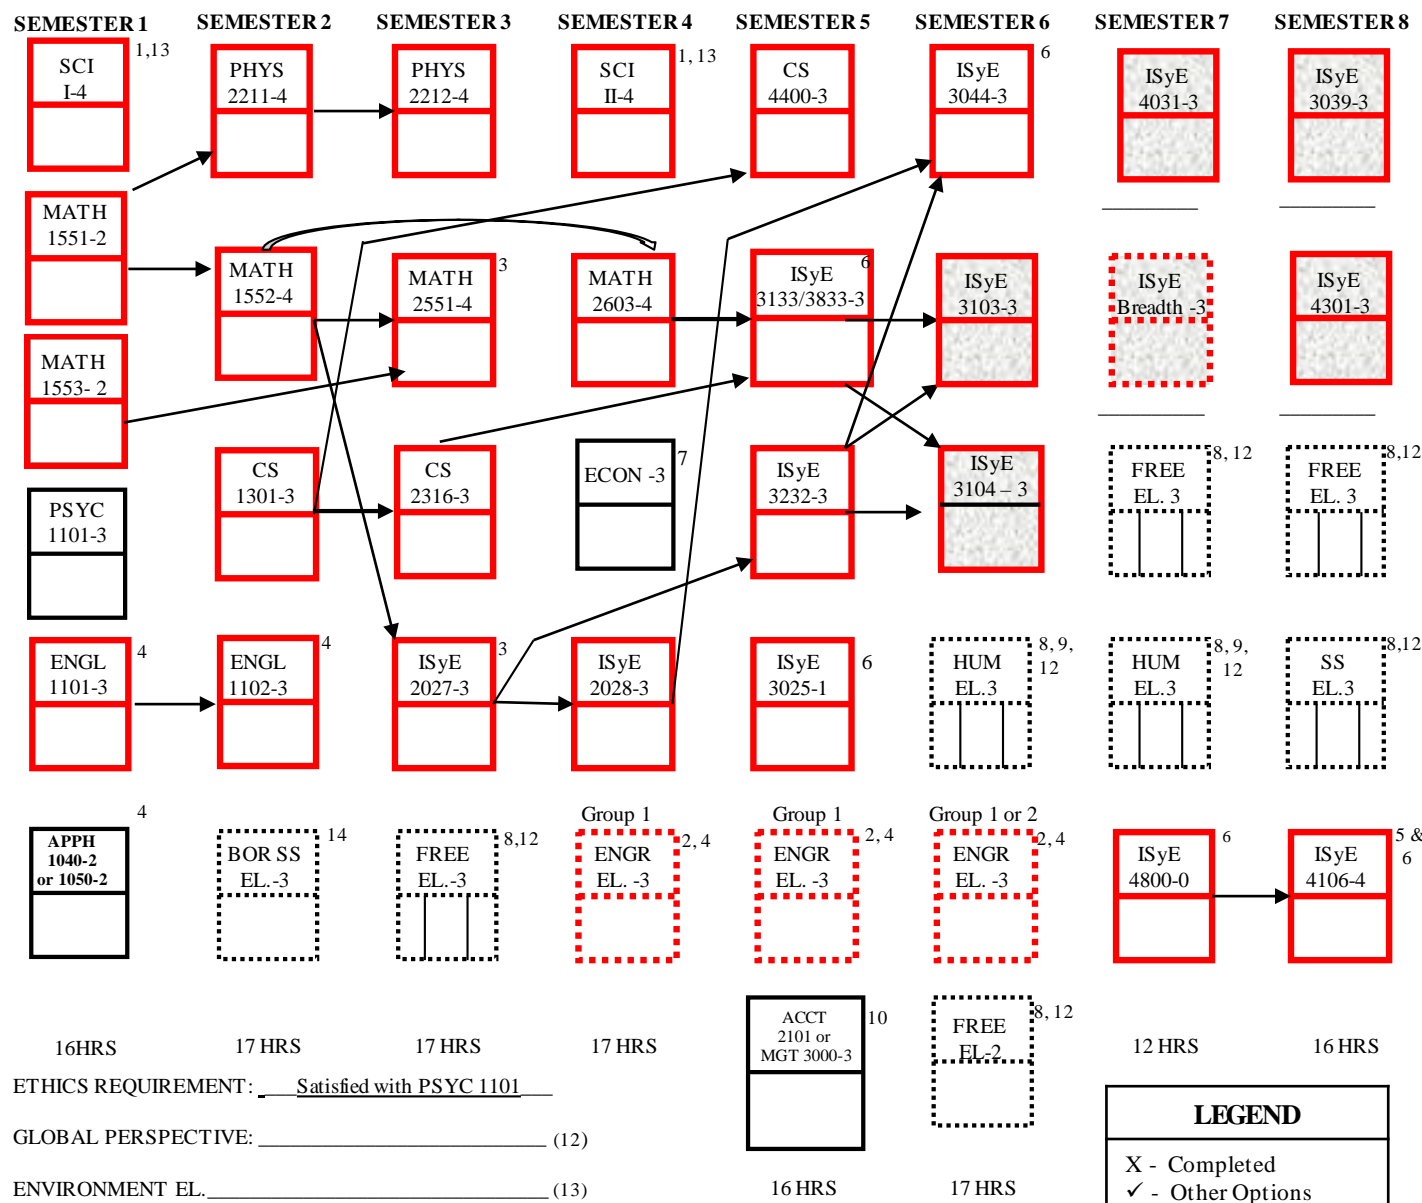 SEMESTER 1 SEMESTER 2 SEMESTER 3 SEMESTER 4 SEMESTER 5 SEMESTER 6 SEMESTER 7 SEMESTER 8
SCI
I-4
1,13
PHYS
2211-4
PHYS
2212-4
SCI
II-4
1, 13
CS
4400-3
ISyE
3044-3
6
ISyE
4031-3
ISyE
3039-3
MATH
1551-2
MATH
1552-4
MATH
2551-4
3
MATH
2603-4
ISyE
3133/3833-3
6
ISyE
3103-3
ISyE
Breadth -3
ISyE
4301-3
MATH
1553- 2
CS
1301-3
CS
2316-3
ECON -3
7
ISyE
3232-3
ISyE
3104 – 3
FREE
EL. 3
8, 12
FREE
EL. 3
8,12
PSYC
1101-3
ENGL
1101-3
4
ENGL
1102-3
4
ISyE
2027-3
3
ISyE
2028-3
ISyE
3025-1
6
HUM
EL.3
8, 9,
12
HUM
EL.3
8, 9,
12
SS
EL.3
8,12
APPH
1040-2
or 1050-2
4
BOR SS
EL.-3
14
FREE
EL.-3
8,12
Group 1
ENGR
EL. -3
2, 4
Group 1
ENGR
EL. -3
2, 4
Group 1 or 2
ENGR
EL. -3
2, 4
ISyE
4800-0
6
ISyE
4106-4
5 &
6
ACCT
2101 or
MGT 3000-3
10
FREE
EL-2
8, 12
16HRS 17 HRS 17 HRS 17 HRS 12 HRS 16 HRS
ETHICS REQUIREMENT: ____Satisfied with PSYC 1101___
GLOBAL PERSPECTIVE: ___________________________ (12)
ENVIRONMENT EL.________________________________ (13)
16 HRS 17 HRS
LEGEND
X - Completed
✓ - Other Options